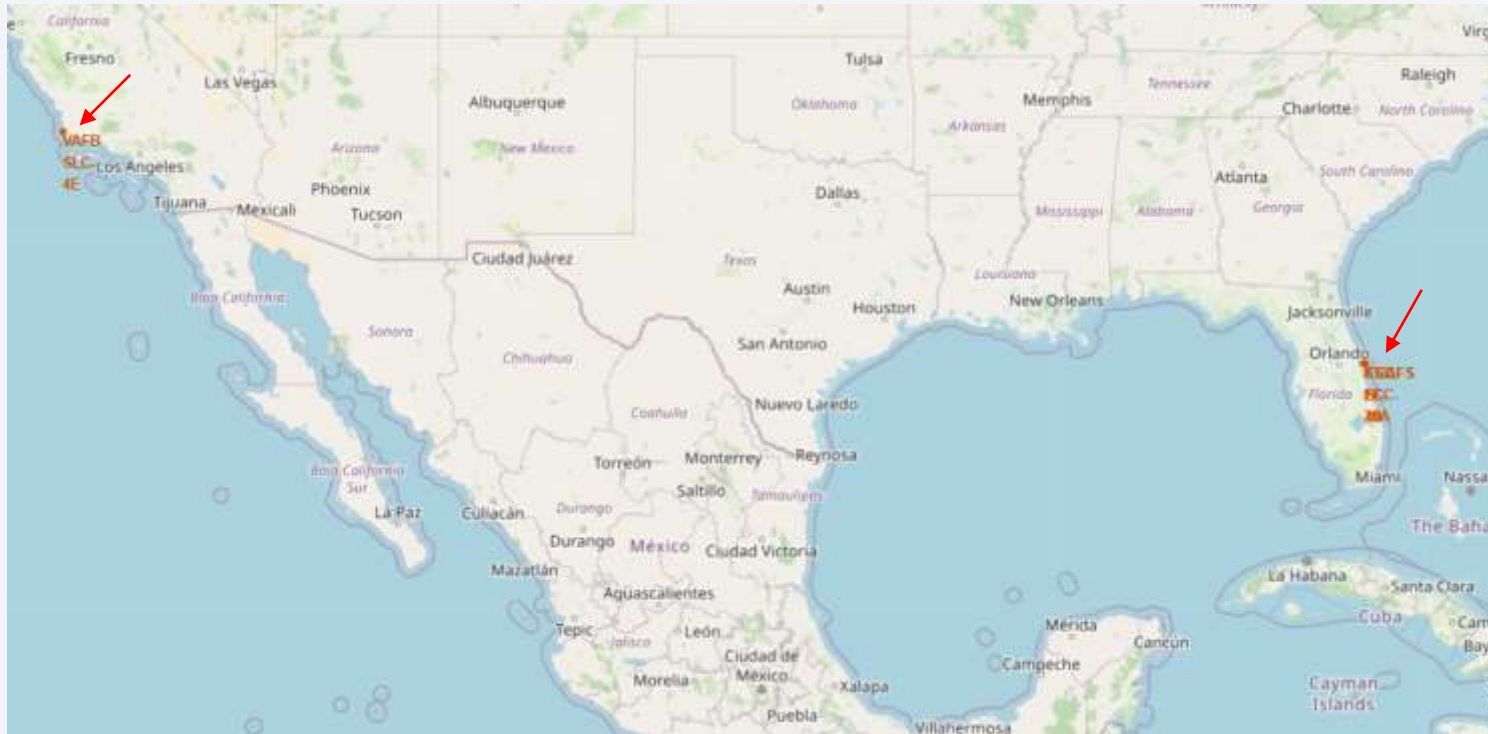 California
Virg
Fresno
Tulsa
Raleigh
Las Vegas
Tennessee
Albuquerque
Oklahoma
Memphis
Charlotte
North Carolina
Arkansas
VAFB
SLC-
4E
Los Angeles
Arizona
New Mexico
Atlanta
South Carolina
Phoenix
Dallas
Tijuana
Mexicali
Tucson
Mississippi
Alabama
Georgia
Ciudad Juárez
Texas
Louisiana
Austin
Baja California
Houston
New Orleans
Jacksonville
Sonora
San Antonio
Chihuahua
Orlando
Florida
Coahuila
Nuevo Laredo
Torreón
Monterrey
Reynosa
Baja California
Sur
Saltillo
Tamaulipas
Miami
Nassa
La Paz
Culiacán
Durango
The Baha
Durango
México
Ciudad Victoria
Mazatlán
La Habana
Santa Clara
Aguascalientes
Cuba
Cam
Tepic
Jalisco
León
Mérida
Cancún
Bay
Ciudad de
México
Campeche
Morelia
Xalapa
Cayman
Islands
Puebla
Villahermosa